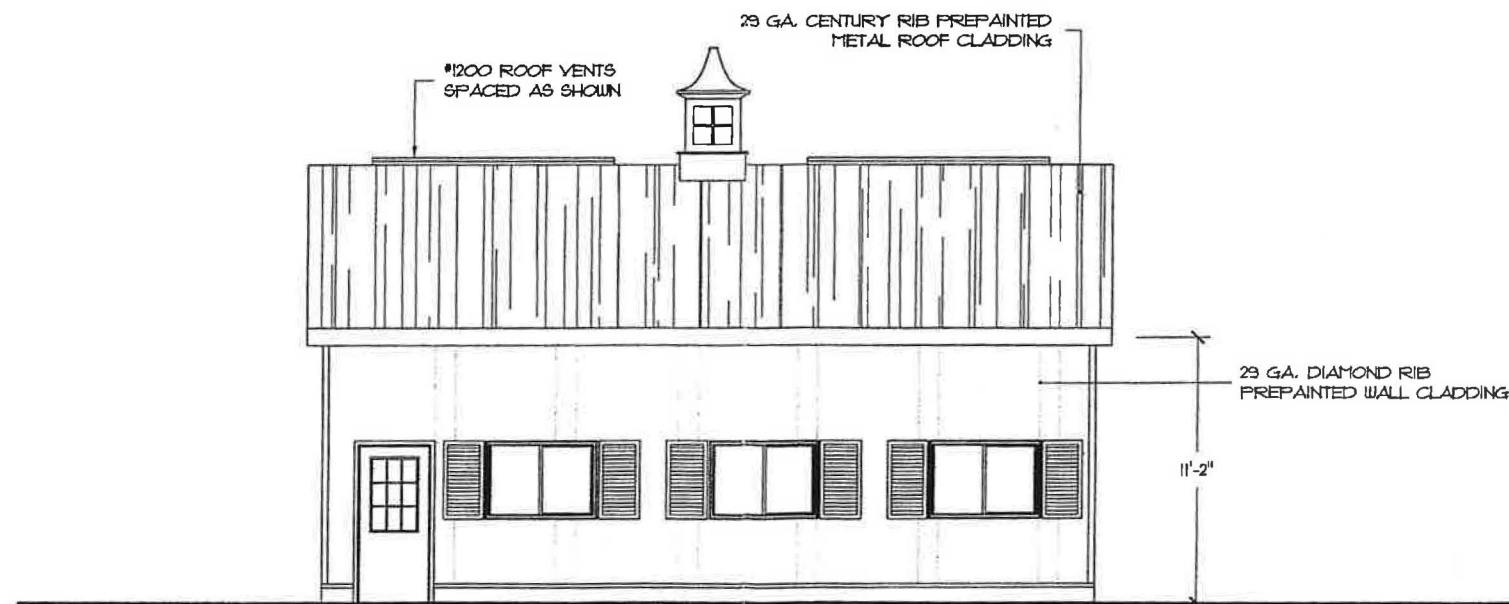 29 GA. CENTURY RIB PREPAINTED
METAL ROOF CLADDING
#1200 ROOF VENTS
SPACED AS SHOWN
29 GA. DIAMOND RIB
PREPAINTED WALL CLADDING
11'-2"